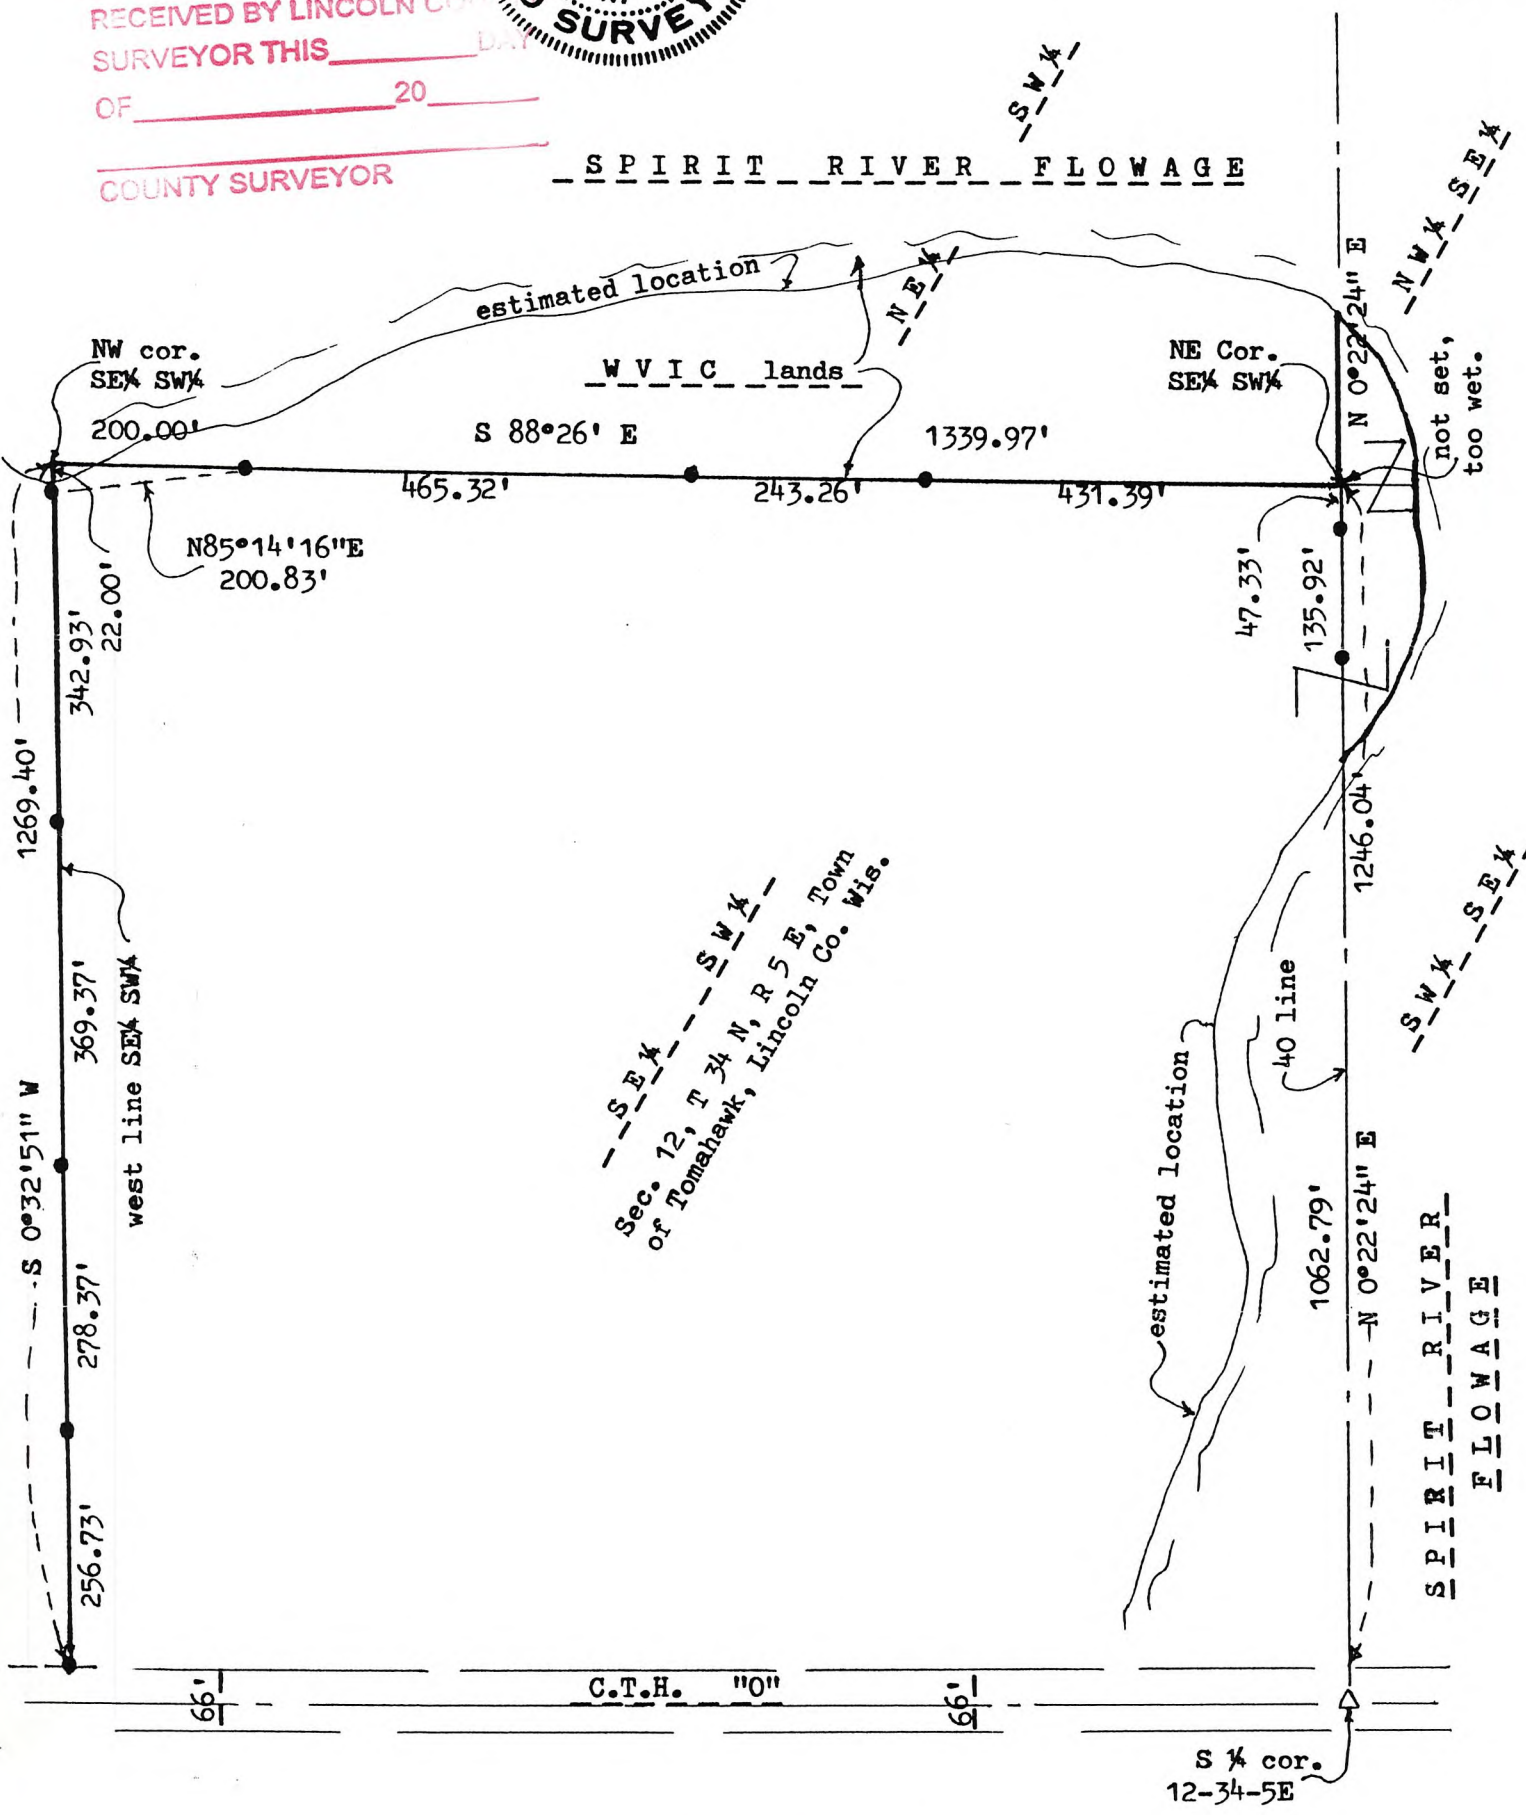 RECEIVED BY LINCOLN
SURVEYOR THIS DAY
OF 20
COUNTY SURVEYOR
SURVEY
SPIRIT RIVER FLOWAGE
SW¼
NE¼
NW¼ SE¼
estimated location
NW cor.
SE¼ SW¼
WVIC lands
NE Cor.
SE¼ SW¼
N 0°22'24" E
not set,
too wet.
200.00'
S 88°26' E
1339.97'
465.32'
243.26'
431.39'
N85°14'16"E
200.83'
22.00'
342.93'
47.33'
135.92'
1269.40'
1246.04'
west line SE¼ SW¼
369.37'
SE¼ SW¼
Sec. 12, T 34 N, R 5 E, Town
of Tomahawk, Lincoln Co. Wis.
SW¼ SE¼
40 line
estimated location
S 0°32'51" W
278.37'
1062.79'
N 0°22'24" E
SPIRIT RIVER
FLOWAGE
256.73'
66'
C.T.H. "O"
66'
S ¼ cor.
12-34-5E